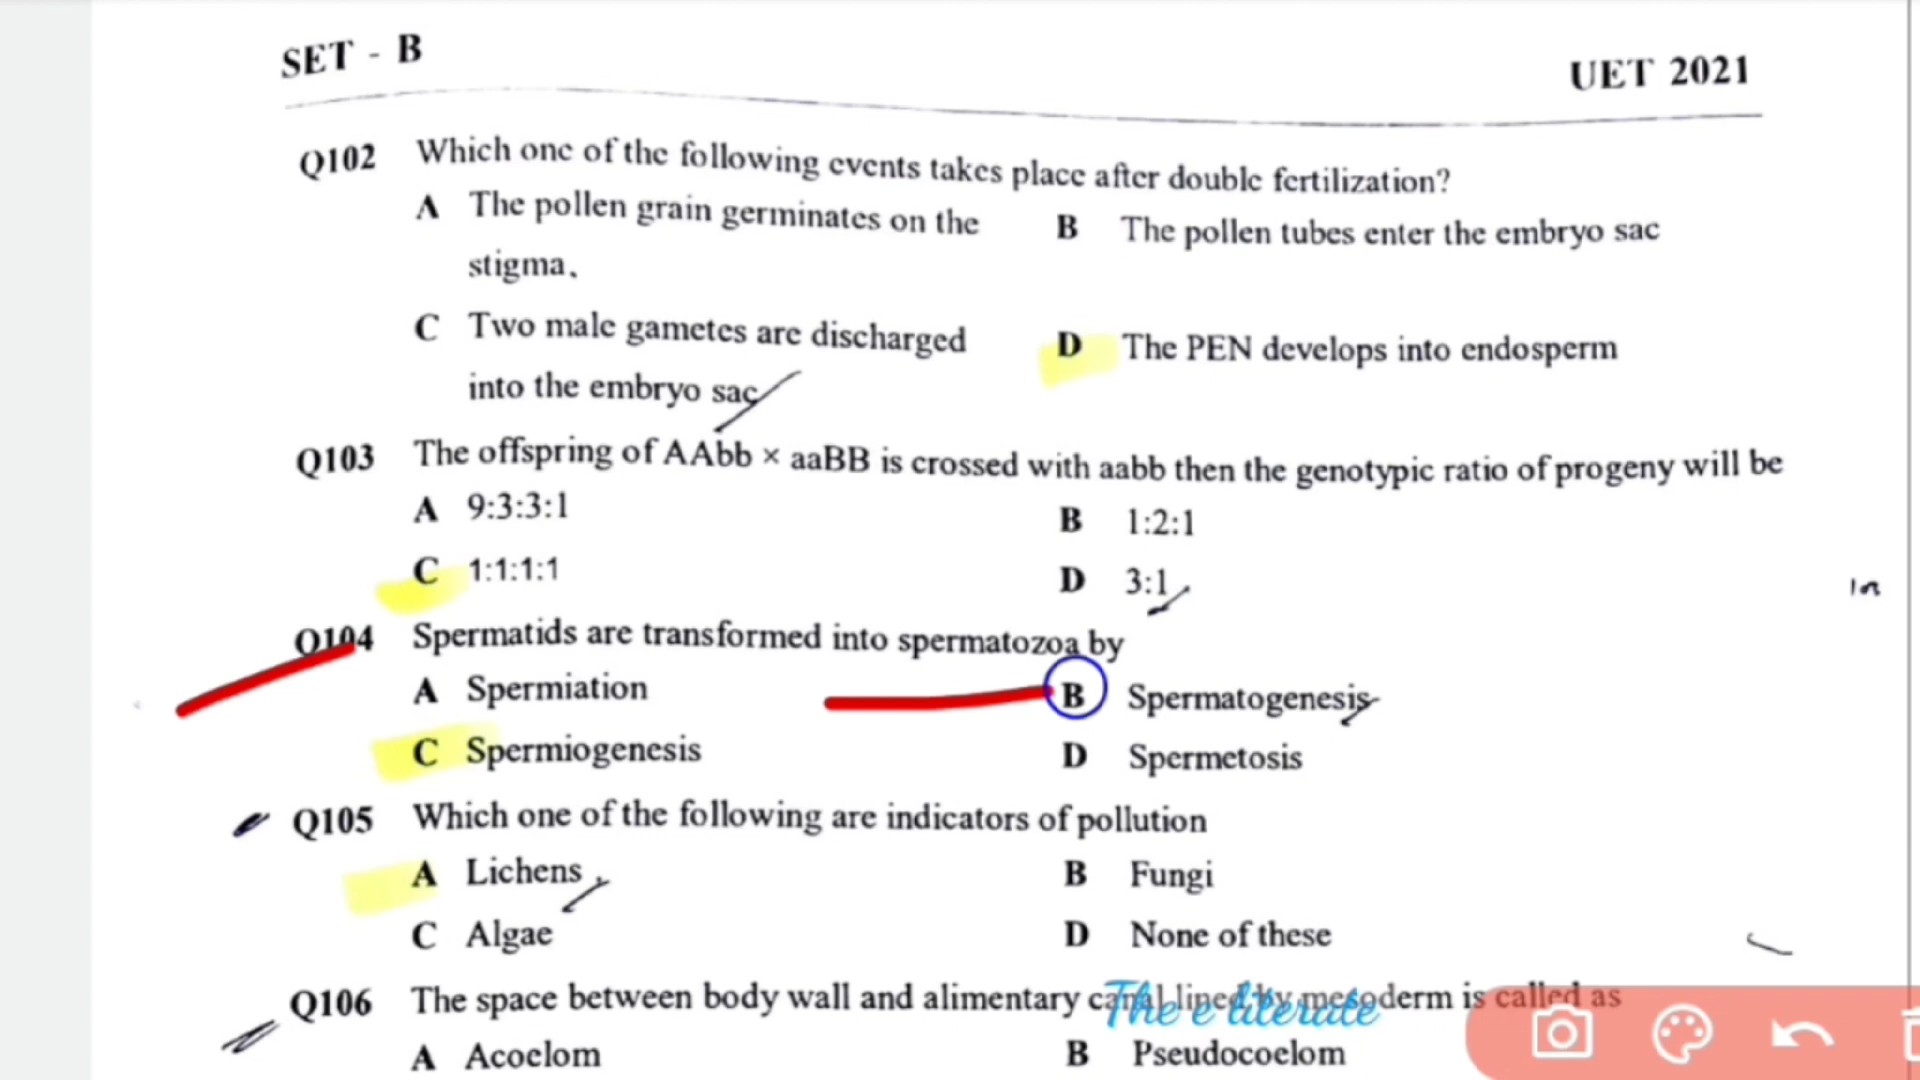 SET - B
UET 2021
Q102 Which one of the following events takes place after double fertilization?
A The pollen grain germinates on the stigma.
B The pollen tubes enter the embryo sac
C Two male gametes are discharged into the embryo sac
D The PEN develops into endosperm
Q103 The offspring of AAbb × aaBB is crossed with aabb then the genotypic ratio of progeny will be
A 9:3:3:1
B 1:2:1
C 1:1:1:1
D 3:1
In
Q104 Spermatids are transformed into spermatozoa by
A Spermiation
B Spermatogenesis
C Spermiogenesis
D Spermetosis
Q105 Which one of the following are indicators of pollution
A Lichens
B Fungi
C Algae
D None of these
Q106 The space between body wall and alimentary canal lined by mesoderm is called as
The e literate
A Acoelom
B Pseudocoelom